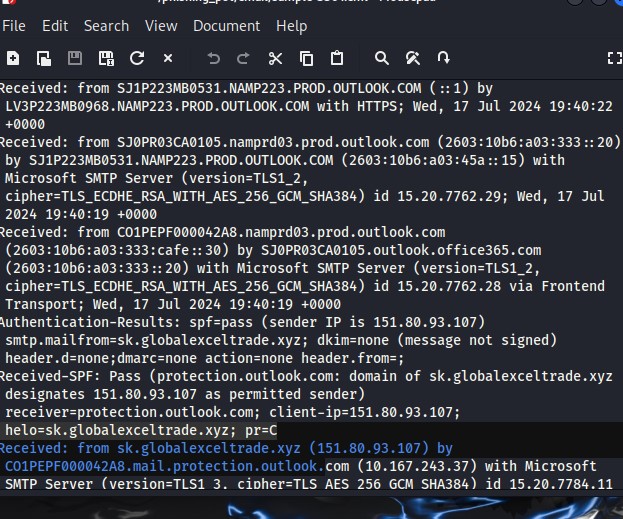 File Edit Search View Document Help
Received: from SJ1P223MB0531.NAMP223.PROD.OUTLOOK.COM (::1) by
LV3P223MB0968.NAMP223.PROD.OUTLOOK.COM with HTTPS; Wed, 17 Jul 2024 19:40:22
+0000
Received: from SJ0PR03CA0105.namprd03.prod.outlook.com (2603:10b6:a03:333::20)
by SJ1P223MB0531.NAMP223.PROD.OUTLOOK.COM (2603:10b6:a03:45a::15) with
Microsoft SMTP Server (version=TLS1_2,
cipher=TLS_ECDHE_RSA_WITH_AES_256_GCM_SHA384) id 15.20.7762.29; Wed, 17 Jul
2024 19:40:19 +0000
Received: from CO1PEPF000042A8.namprd03.prod.outlook.com
(2603:10b6:a03:333:cafe::30) by SJ0PR03CA0105.outlook.office365.com
(2603:10b6:a03:333::20) with Microsoft SMTP Server (version=TLS1_2,
cipher=TLS_ECDHE_RSA_WITH_AES_256_GCM_SHA384) id 15.20.7762.28 via Frontend
Transport; Wed, 17 Jul 2024 19:40:19 +0000
Authentication-Results: spf=pass (sender IP is 151.80.93.107)
smtp.mailfrom=sk.globalexceltrade.xyz; dkim=none (message not signed)
header.d=none;dmarc=none action=none header.from=;
Received-SPF: Pass (protection.outlook.com: domain of sk.globalexceltrade.xyz
designates 151.80.93.107 as permitted sender)
receiver=protection.outlook.com; client-ip=151.80.93.107;
helo=sk.globalexceltrade.xyz; pr=C
Received: from sk.globalexceltrade.xyz (151.80.93.107) by
CO1PEPF000042A8.mail.protection.outlook.com (10.167.243.37) with Microsoft
SMTP Server (version=TLS1_3, cipher=TLS_AES_256_GCM_SHA384) id 15.20.7784.11